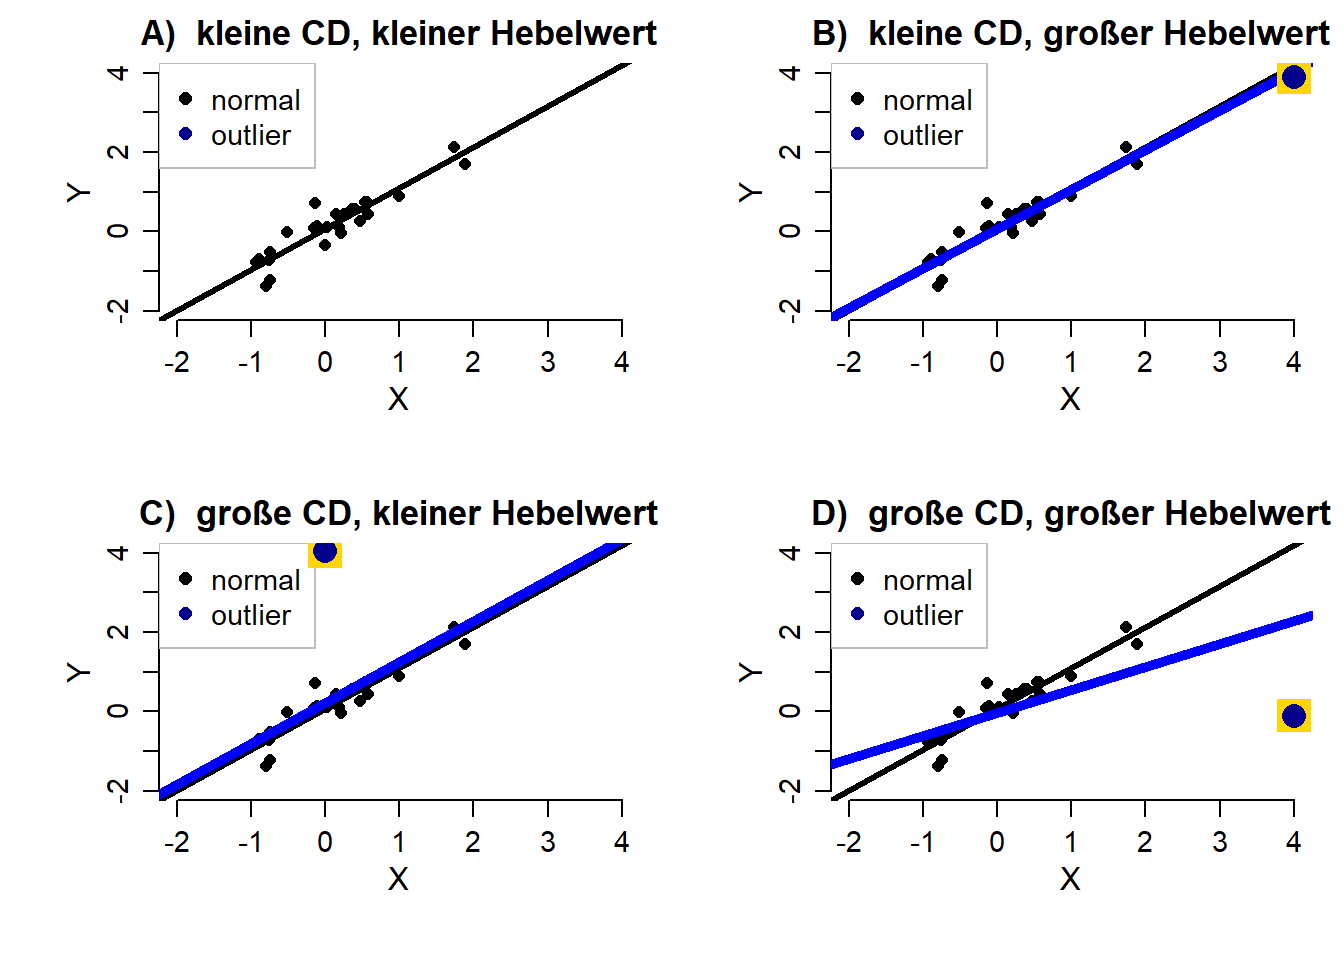 A)  kleine CD, kleiner Hebelwert
4
2
0
-2
Y
normal
outlier
-2 -1 0 1 2 3 4
X
B)  kleine CD, großer Hebelwert
4
2
0
-2
Y
normal
outlier
-2 -1 0 1 2 3 4
X
C)  große CD, kleiner Hebelwert
4
2
0
-2
Y
normal
outlier
-2 -1 0 1 2 3 4
X
D)  große CD, großer Hebelwert
4
2
0
-2
Y
normal
outlier
-2 -1 0 1 2 3 4
X